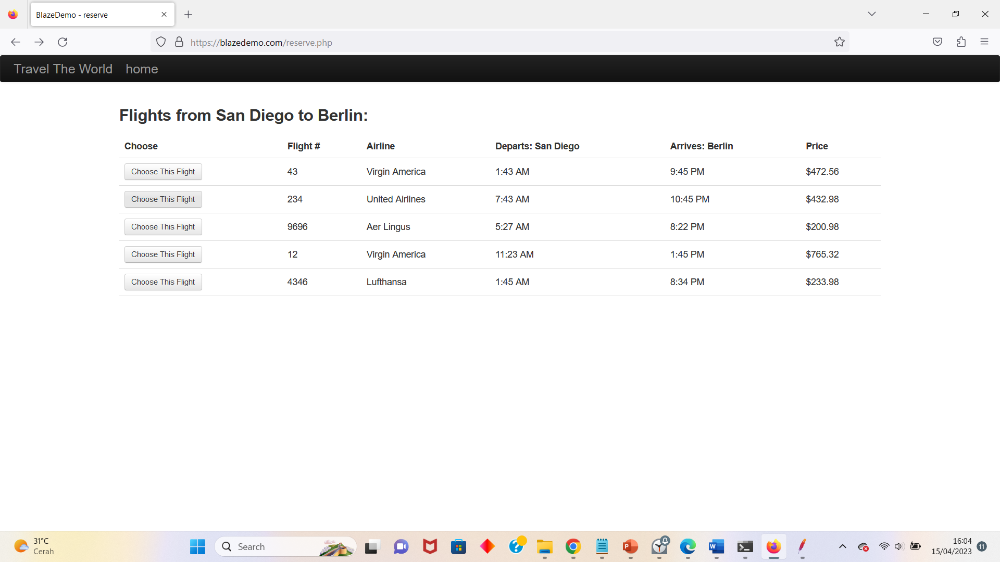 BlazeDemo - reserve
https://blazedemo.com/reserve.php
Travel The World home
Flights from San Diego to Berlin:
Choose Flight # Airline Departs: San Diego Arrives: Berlin Price
Choose This Flight 43 Virgin America 1:43 AM 9:45 PM $472.56
Choose This Flight 234 United Airlines 7:43 AM 10:45 PM $432.98
Choose This Flight 9696 Aer Lingus 5:27 AM 8:22 PM $200.98
Choose This Flight 12 Virgin America 11:23 AM 1:45 PM $765.32
Choose This Flight 4346 Lufthansa 1:45 AM 8:34 PM $233.98
31°C
Cerah
Search
16:04
15/04/2023
11